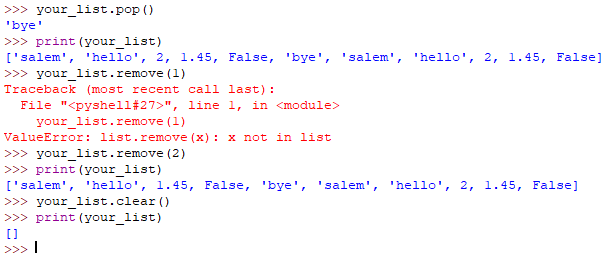 >>> your_list.pop()
'bye'
>>> print(your_list)
['salem', 'hello', 2, 1.45, False, 'bye', 'salem', 'hello', 2, 1.45, False]
>>> your_list.remove(1)
Traceback (most recent call last):
  File "<pyshell#27>", line 1, in <module>
    your_list.remove(1)
ValueError: list.remove(x): x not in list
>>> your_list.remove(2)
>>> print(your_list)
['salem', 'hello', 1.45, False, 'bye', 'salem', 'hello', 2, 1.45, False]
>>> your_list.clear()
>>> print(your_list)
[]
>>>